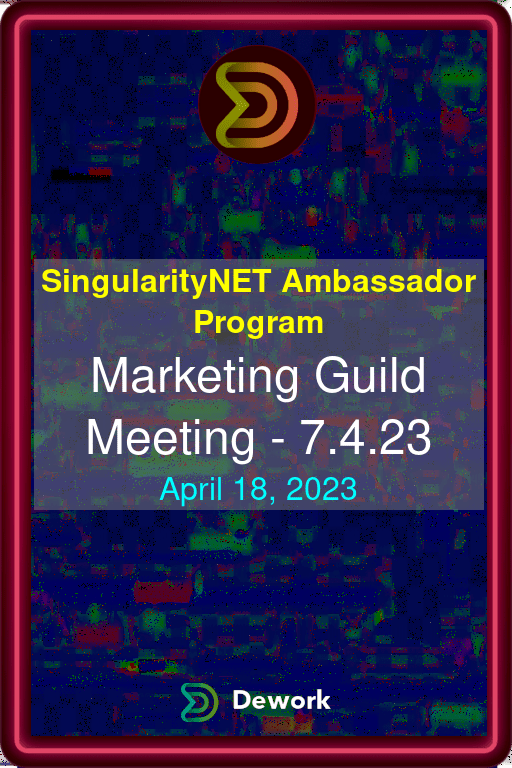 SingularityNET Ambassador
Program
Marketing Guild
Meeting - 7.4.23
April 18, 2023
Dework